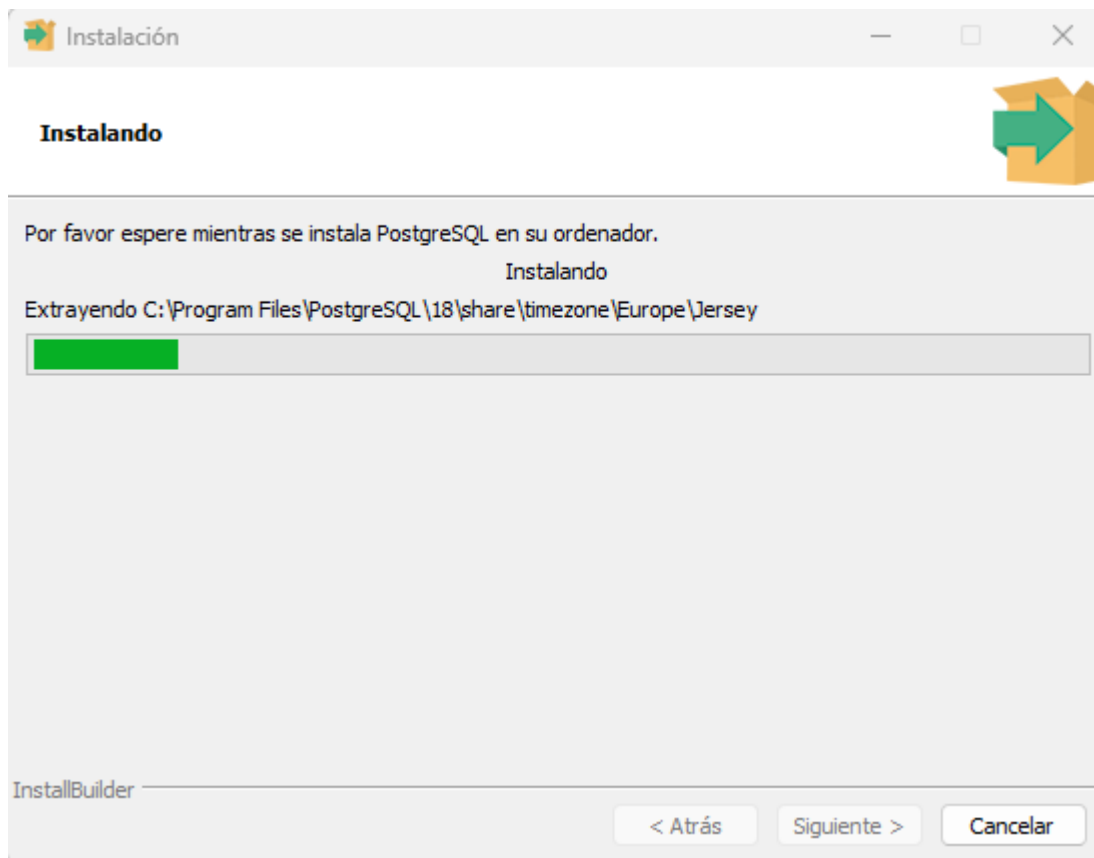 Instalación
Instalando
Por favor espere mientras se instala PostgreSQL en su ordenador.
Instalando
Extrayendo C:\Program Files\PostgreSQL\18\share\timezone\Europe\Jersey
InstallBuilder
< Atrás
Siguiente >
Cancelar